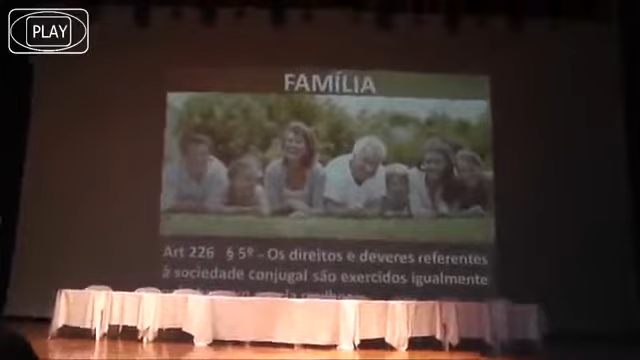 PLAY
FAMÍLIA
Art 226 § 5º - Os direitos e deveres referentes
à sociedade conjugal são exercidos igualmente